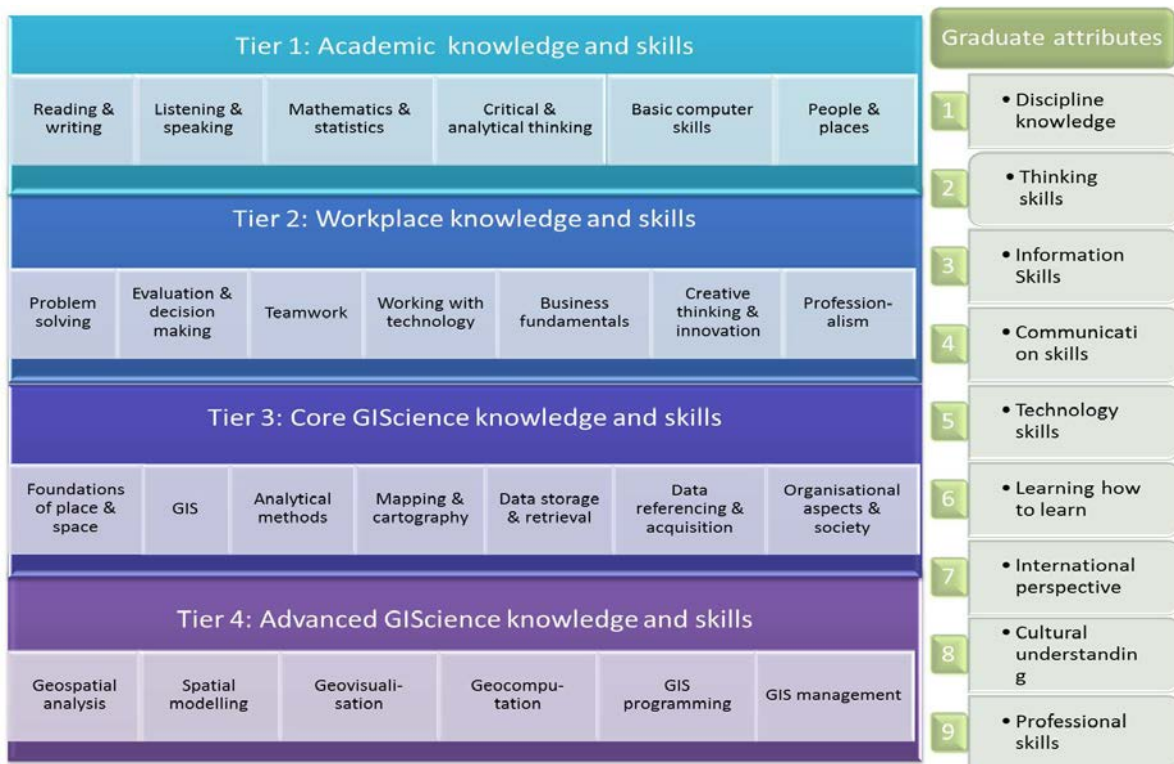 Tier 1: Academic knowledge and skills
Reading &
writing
Listening &
speaking
Mathematics &
statistics
Critical &
analytical thinking
Basic computer
skills
People &
places
Tier 2: Workplace knowledge and skills
Problem
solving
Evaluation &
decision
making
Teamwork
Working with
technology
Business
fundamentals
Creative
thinking &
innovation
Profession-
alism
Tier 3: Core GIScience knowledge and skills
Foundations
of place &
space
GIS
Analytical
methods
Mapping &
cartography
Data storage
& retrieval
Data
referencing &
acquisition
Organisational
aspects &
society
Tier 4: Advanced GIScience knowledge and skills
Geospatial
analysis
Spatial
modelling
Geovisuali-
sation
Geocompu-
tation
GIS
programming
GIS management
Graduate attributes
1
• Discipline
knowledge
2
• Thinking
skills
3
• Information
Skills
4
• Communicati
on skills
5
• Technology
skills
6
• Learning how
to learn
7
• International
perspective
8
• Cultural
understandin
g
9
• Professional
skills